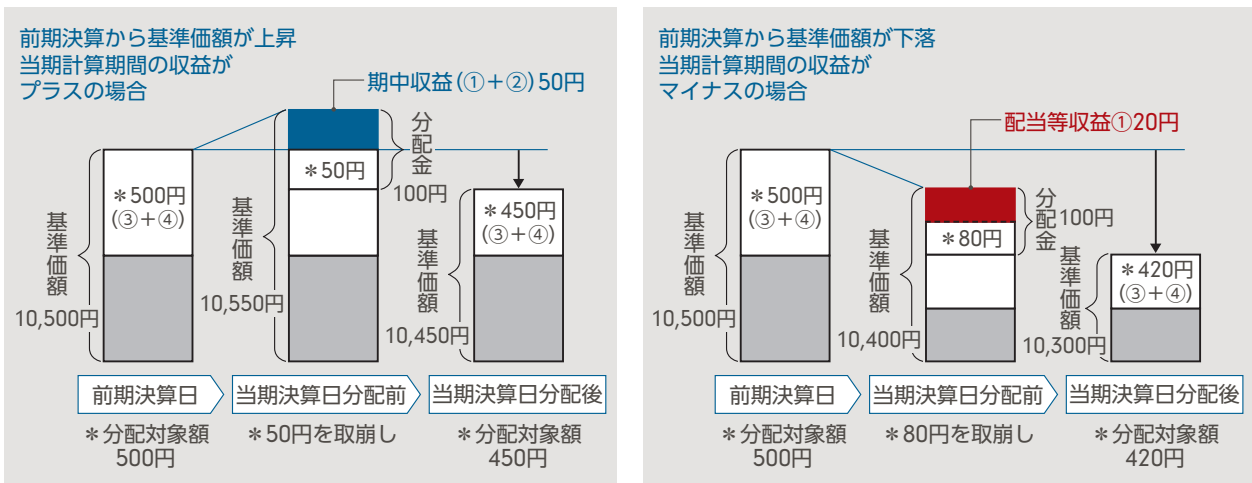 前期決算から基準価額が上昇
当期計算期間の収益が
プラスの場合
期中収益(①+②)50円
分配金
100円
*500円
(③+④)
*50円
*450円
(③+④)
基準価額
10,500円
基準価額
10,550円
基準価額
10,450円
前期決算日
当期決算日分配前
当期決算日分配後
*分配対象額
500円
*50円を取崩し
*分配対象額
450円
前期決算から基準価額が下落
当期計算期間の収益が
マイナスの場合
配当等収益①20円
分配金
100円
*500円
(③+④)
*80円
*420円
(③+④)
基準価額
10,500円
基準価額
10,400円
基準価額
10,300円
前期決算日
当期決算日分配前
当期決算日分配後
*分配対象額
500円
*80円を取崩し
*分配対象額
420円